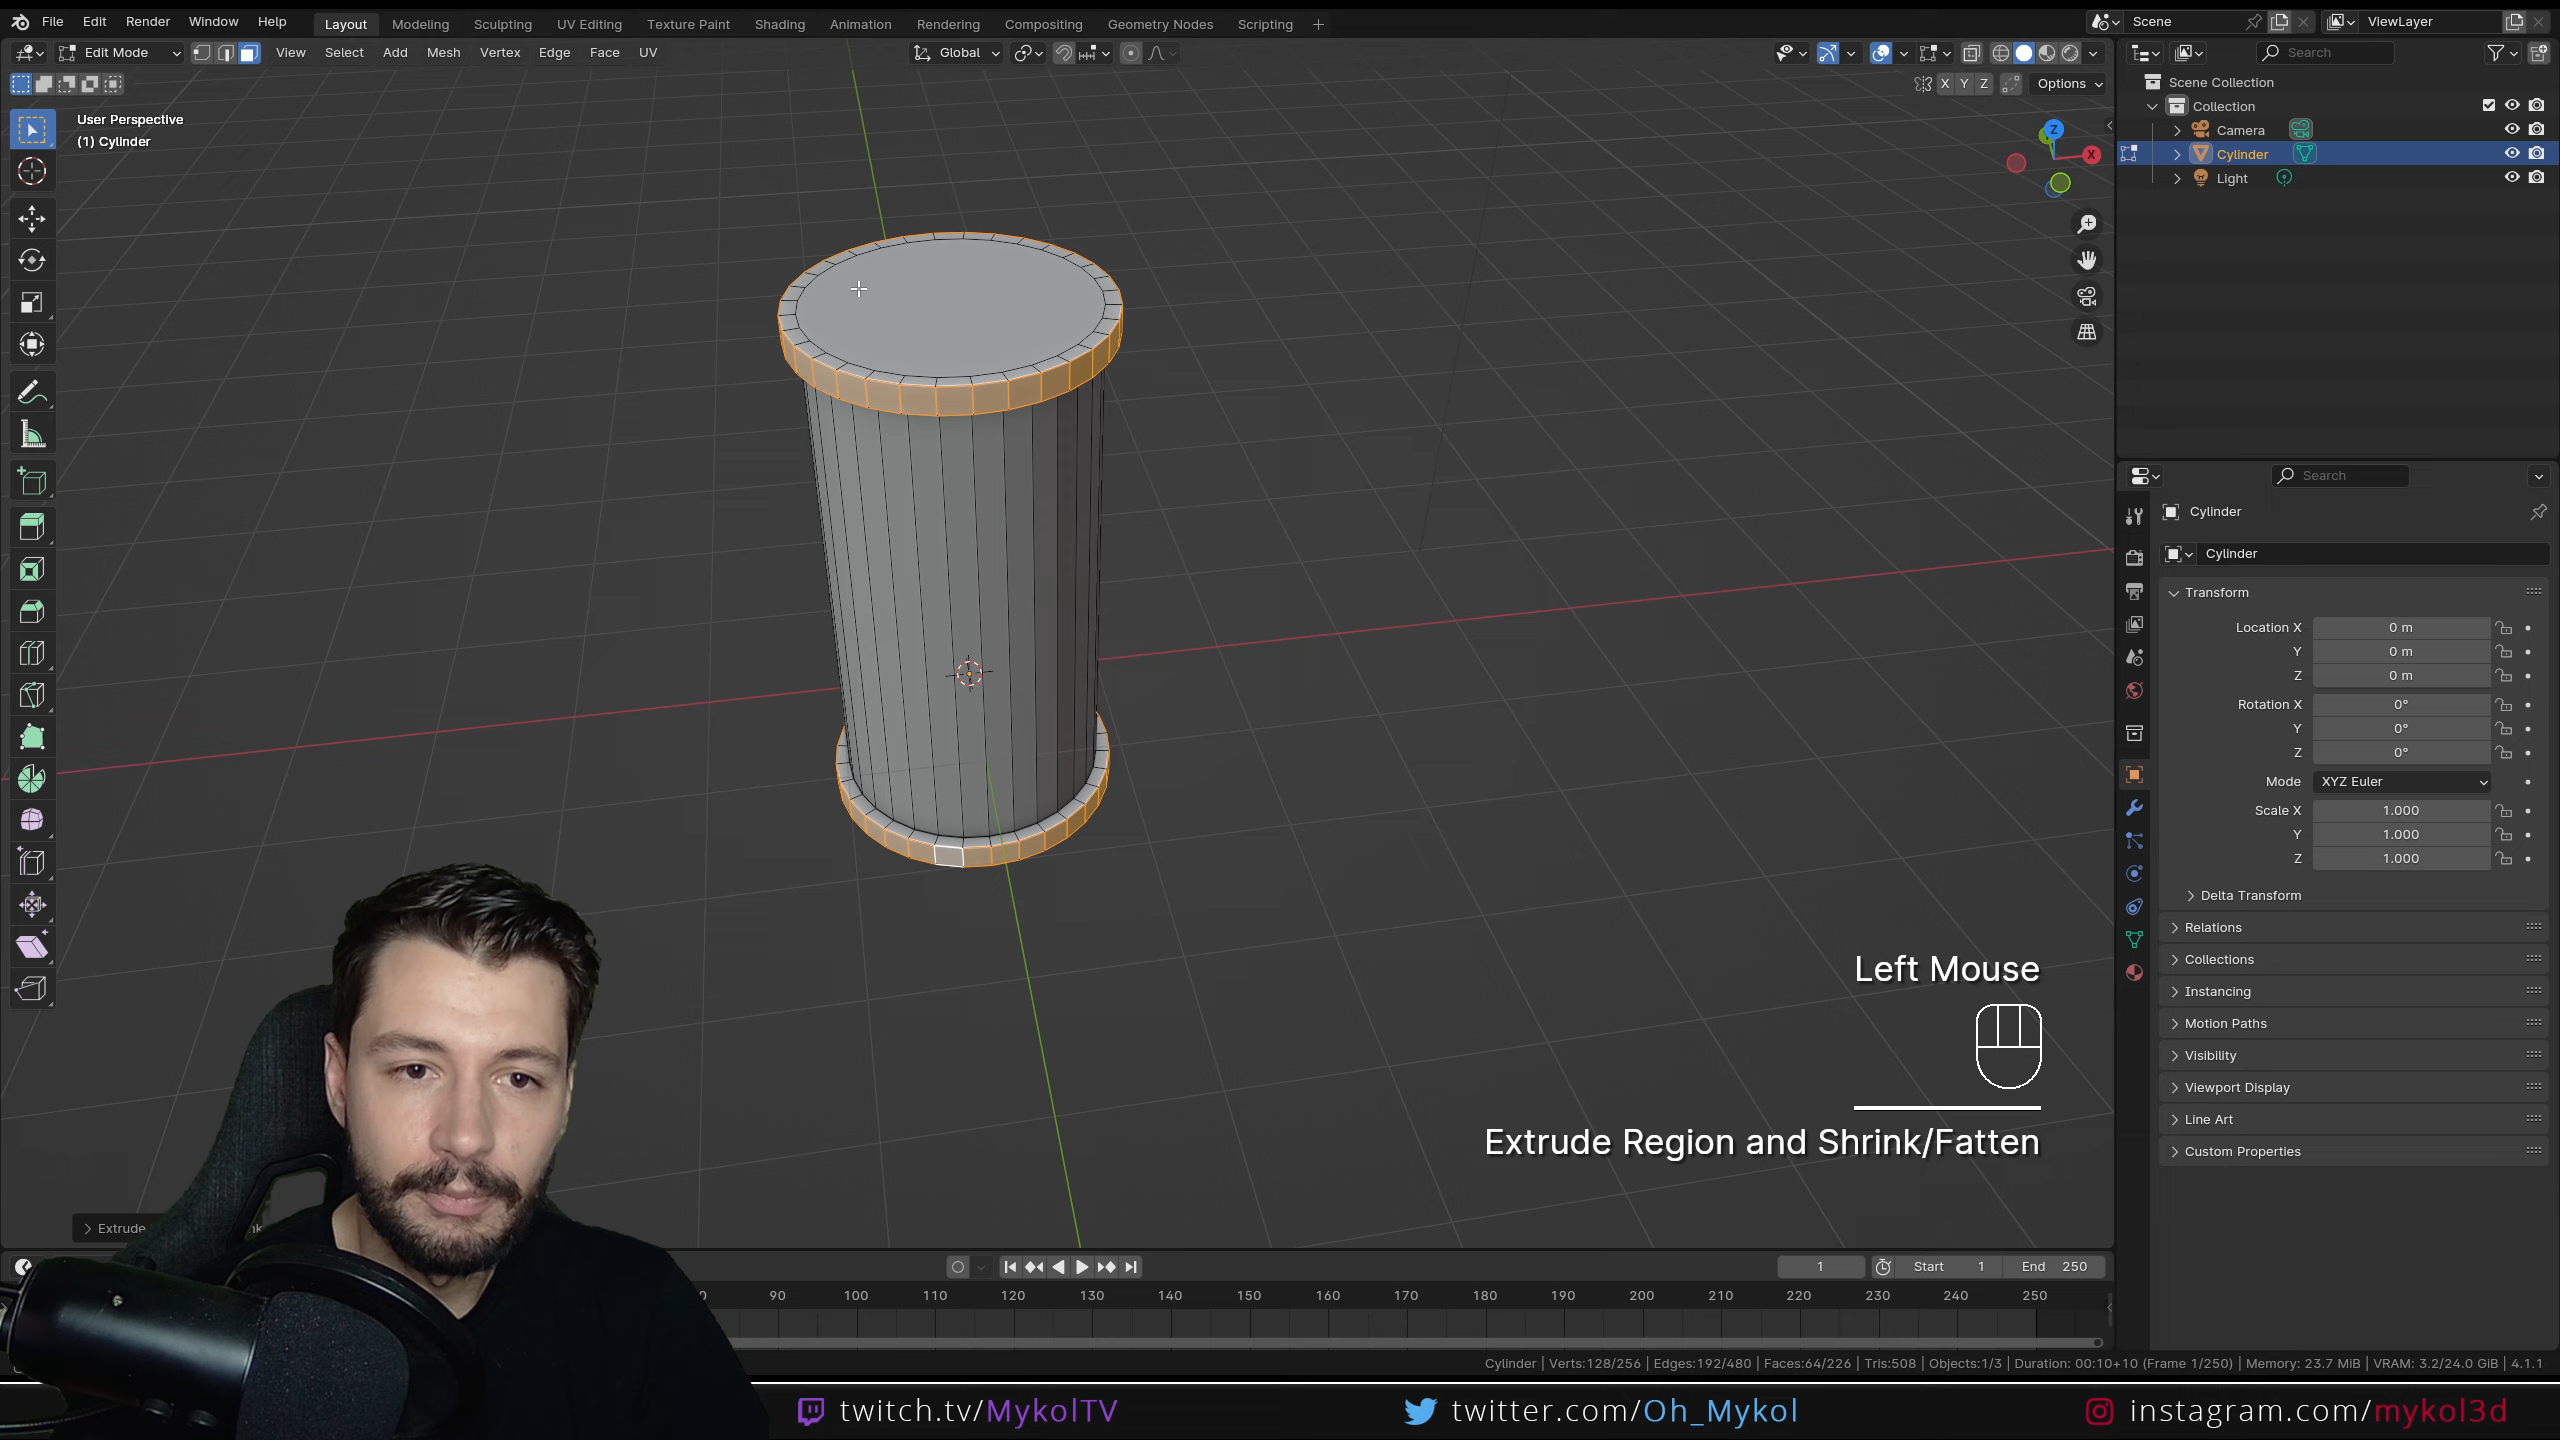 File Edit Render Window Help Layout Modeling Sculpting UV Editing Texture Paint Shading Animation Rendering Compositing Geometry Nodes Scripting + Scene ViewLayer
Edit Mode View Select Add Mesh Vertex Edge Face UV Global Search
X Y Z Options
User Perspective
(1) Cylinder
Z
X
Scene Collection
Collection
Camera
Cylinder
Light
Search
Cylinder
Cylinder
Transform
Location X 0 m
Y 0 m
Z 0 m
Rotation X 0°
Y 0°
Z 0°
Mode XYZ Euler
Scale X 1.000
Y 1.000
Z 1.000
Delta Transform
Relations
Collections
Instancing
Motion Paths
Visibility
Viewport Display
Line Art
Custom Properties
Left Mouse
Extrude Region and Shrink/Fatten
Extrude
1 Start 1 End 250
90 100 110 120 130 140 150 160 170 180 190 200 210 220 230 240 250
Cylinder | Verts:128/256 | Edges:192/480 | Faces:64/226 | Tris:508 | Objects:1/3 | Duration: 00:10+10 (Frame 1/250) | Memory: 23.7 MiB | VRAM: 3.2/24.0 GiB | 4.1.1
twitch.tv/MykolTV twitter.com/Oh_Mykol instagram.com/mykol3d